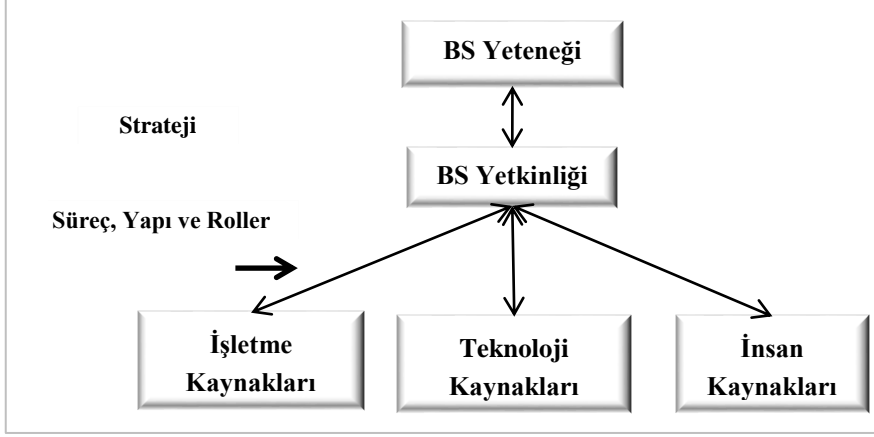 BS Yeteneği
Strateji
BS Yetkinliği
Süreç, Yapı ve Roller
İşletme
Kaynakları
Teknoloji
Kaynakları
İnsan
Kaynakları